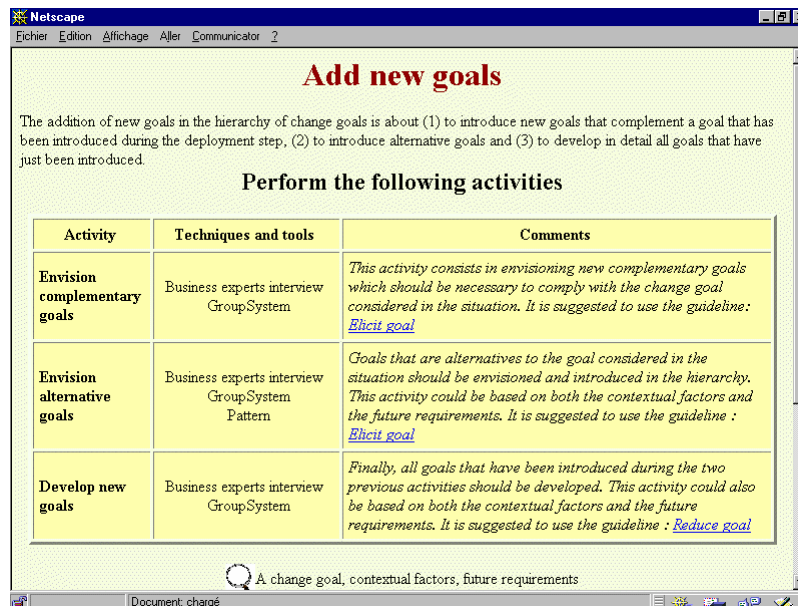 Netscape
Fichier Edition Affichage Aller Communicator ?
Add new goals
The addition of new goals in the hierarchy of change goals is about (1) to introduce new goals that complement a goal that has
been introduced during the deployment step, (2) to introduce alternative goals and (3) to develop in detail all goals that have
just been introduced.
Perform the following activities
Activity Techniques and tools Comments
Envision
complementary
goals
Business experts interview
GroupSystem
This activity consists in envisioning new complementary goals
which should be necessary to comply with the change goal
considered in the situation. It is suggested to use the guideline:
Elicit goal
Envision
alternative
goals
Business experts interview
GroupSystem
Pattern
Goals that are alternatives to the goal considered in the
situation should be envisioned and introduced in the hierarchy.
This activity could be based on both the contextual factors and
the future requirements. It is suggested to use the guideline :
Elicit goal
Develop new
goals
Business experts interview
GroupSystem
Finally, all goals that have been introduced during the two
previous activities should be developed. This activity could also
be based on both the contextual factors and the future
requirements. It is suggested to use the guideline : Reduce goal
A change goal, contextual factors, future requirements
Document: chargé